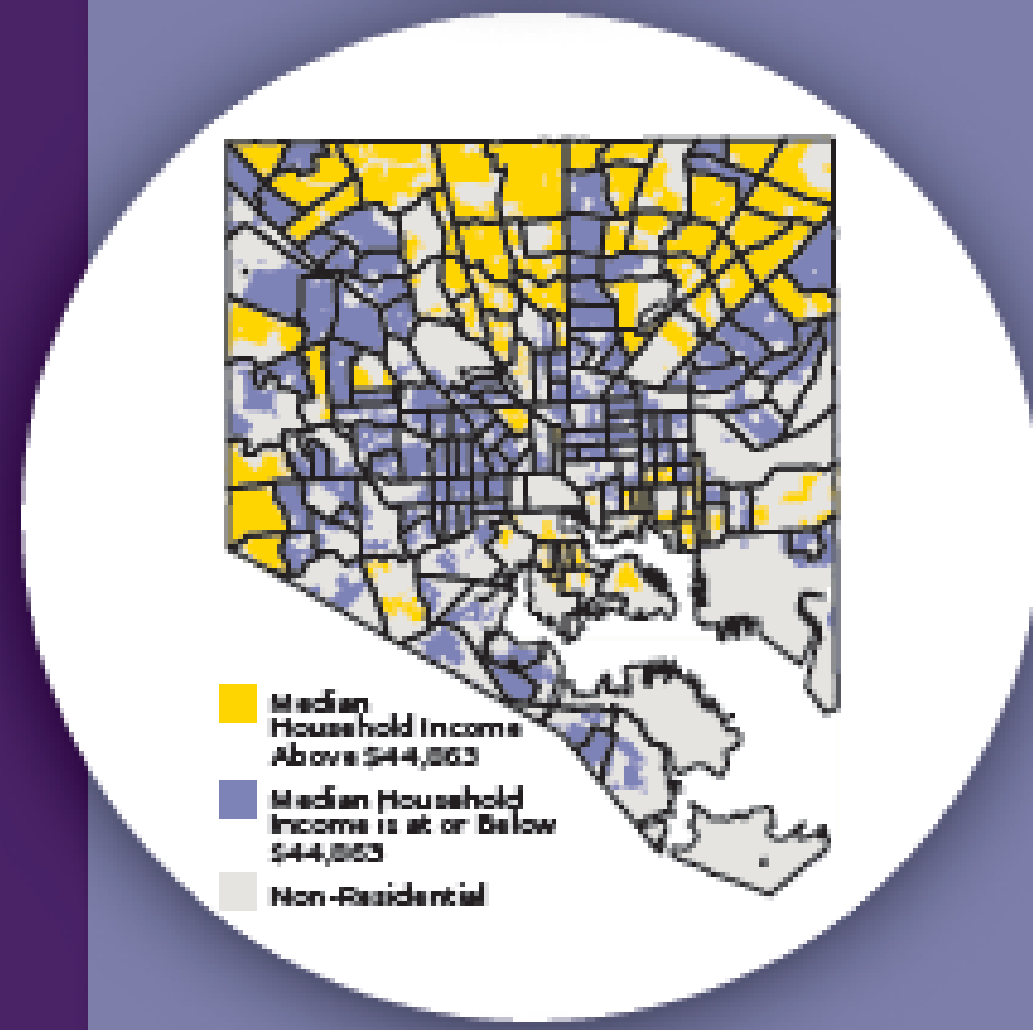 Median
Household Income
Above $44,863
Median Household
Income is at or Below
$44,863
Non-Residential